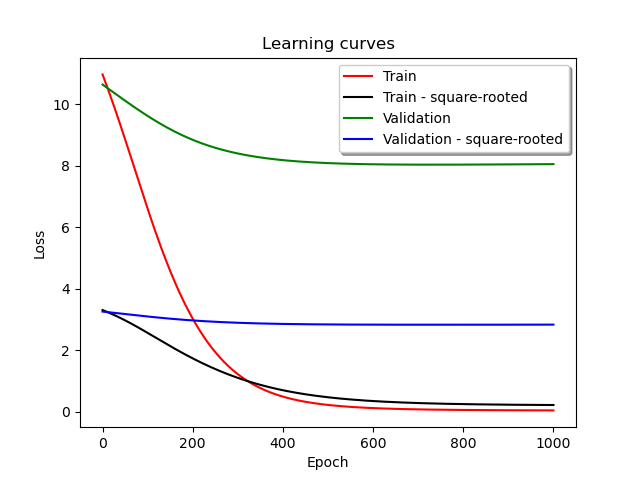 Learning curves
Train
Train - square-rooted
Validation
Validation - square-rooted
10
8
6
4
2
0
Loss
0 200 400 600 800 1000
Epoch